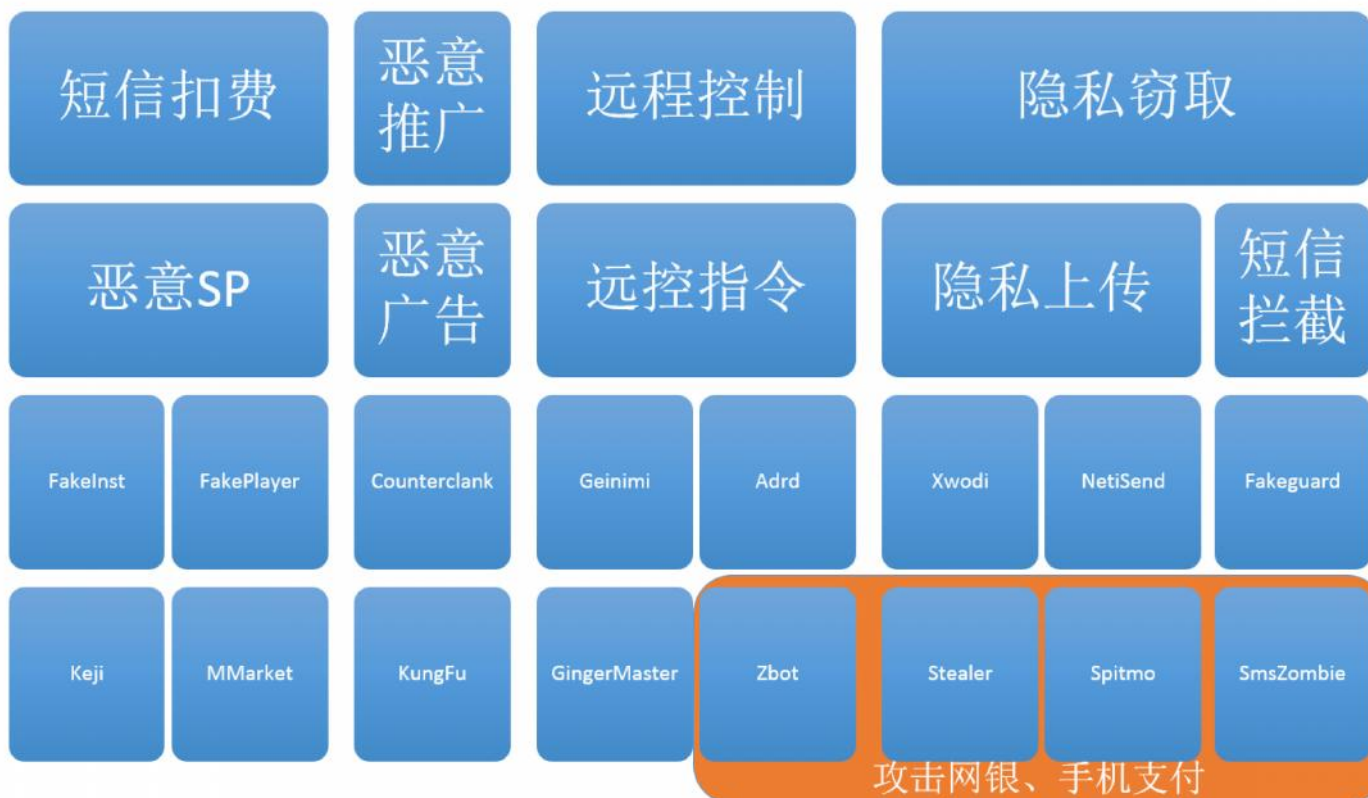 短信扣费
恶意
推广
远程控制
隐私窃取
恶意SP
恶意
广告
远控指令
隐私上传
短信
拦截
FakeInst
FakePlayer
Counterclank
Geinimi
Adrd
Xwodi
NetiSend
Fakeguard
Keji
MMarket
KungFu
GingerMaster
Zbot
Stealer
Spitmo
SmsZombie
攻击网银、手机支付